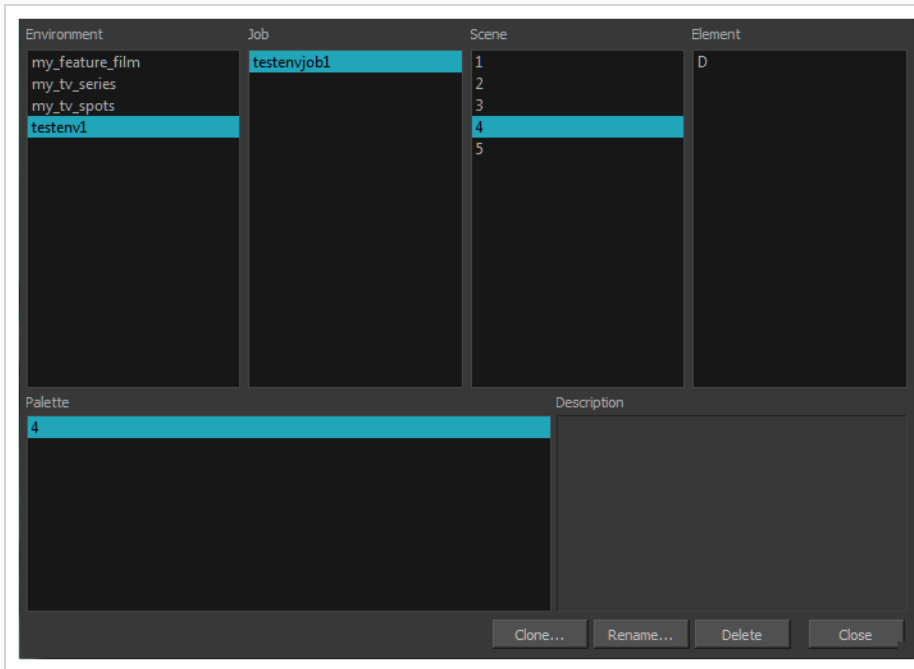 Environment
Job
Scene
Element
my_feature_film
my_tv_series
my_tv_spots
testenv1
testenvjob1
1
2
3
4
5
D
Palette
Description
4
Clone...
Rename...
Delete
Close